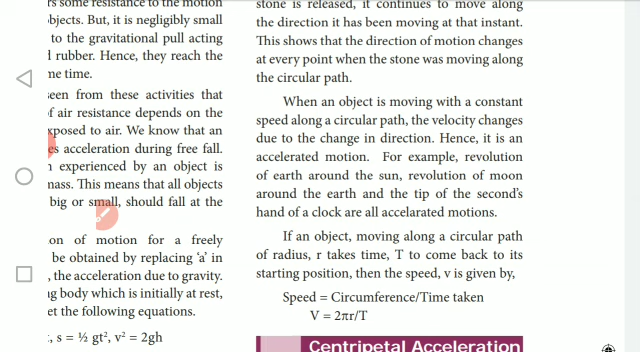 rs some resistance to the motion
bjects. But, it is negligibly small
to the gravitational pull acting
rubber. Hence, they reach the
ne time.
seen from these activities that
of air resistance depends on the
xposed to air. We know that an
es acceleration during free fall.
experienced by an object is
mass. This means that all objects
big or small, should fall at the
on of motion for a freely
be obtained by replacing ‘a’ in
, the acceleration due to gravity.
g body which is initially at rest,
et the following equations.
, s = ½ gt², v² = 2gh
stone is released, it continues to move along
the direction it has been moving at that instant.
This shows that the direction of motion changes
at every point when the stone was moving along
the circular path.
When an object is moving with a constant
speed along a circular path, the velocity changes
due to the change in direction. Hence, it is an
accelerated motion. For example, revolution
of earth around the sun, revolution of moon
around the earth and the tip of the second’s
hand of a clock are all accelarated motions.
If an object, moving along a circular path
of radius, r takes time, T to come back to its
starting position, then the speed, v is given by,
Speed = Circumference/Time taken
V = 2πr/T
Centripetal Acceleration